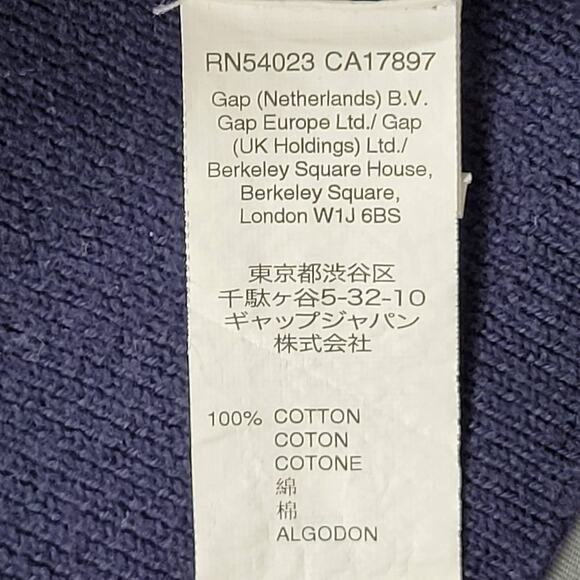 RN54023 CA17897
Gap (Netherlands) B.V.
Gap Europe Ltd./ Gap
(UK Holdings) Ltd./
Berkeley Square House,
Berkeley Square,
London W1J 6BS
東京都渋谷区
千駄ヶ谷5-32-10
ギャップジャパン
株式会社
100% COTTON
COTON
COTONE
綿
棉
ALGODON